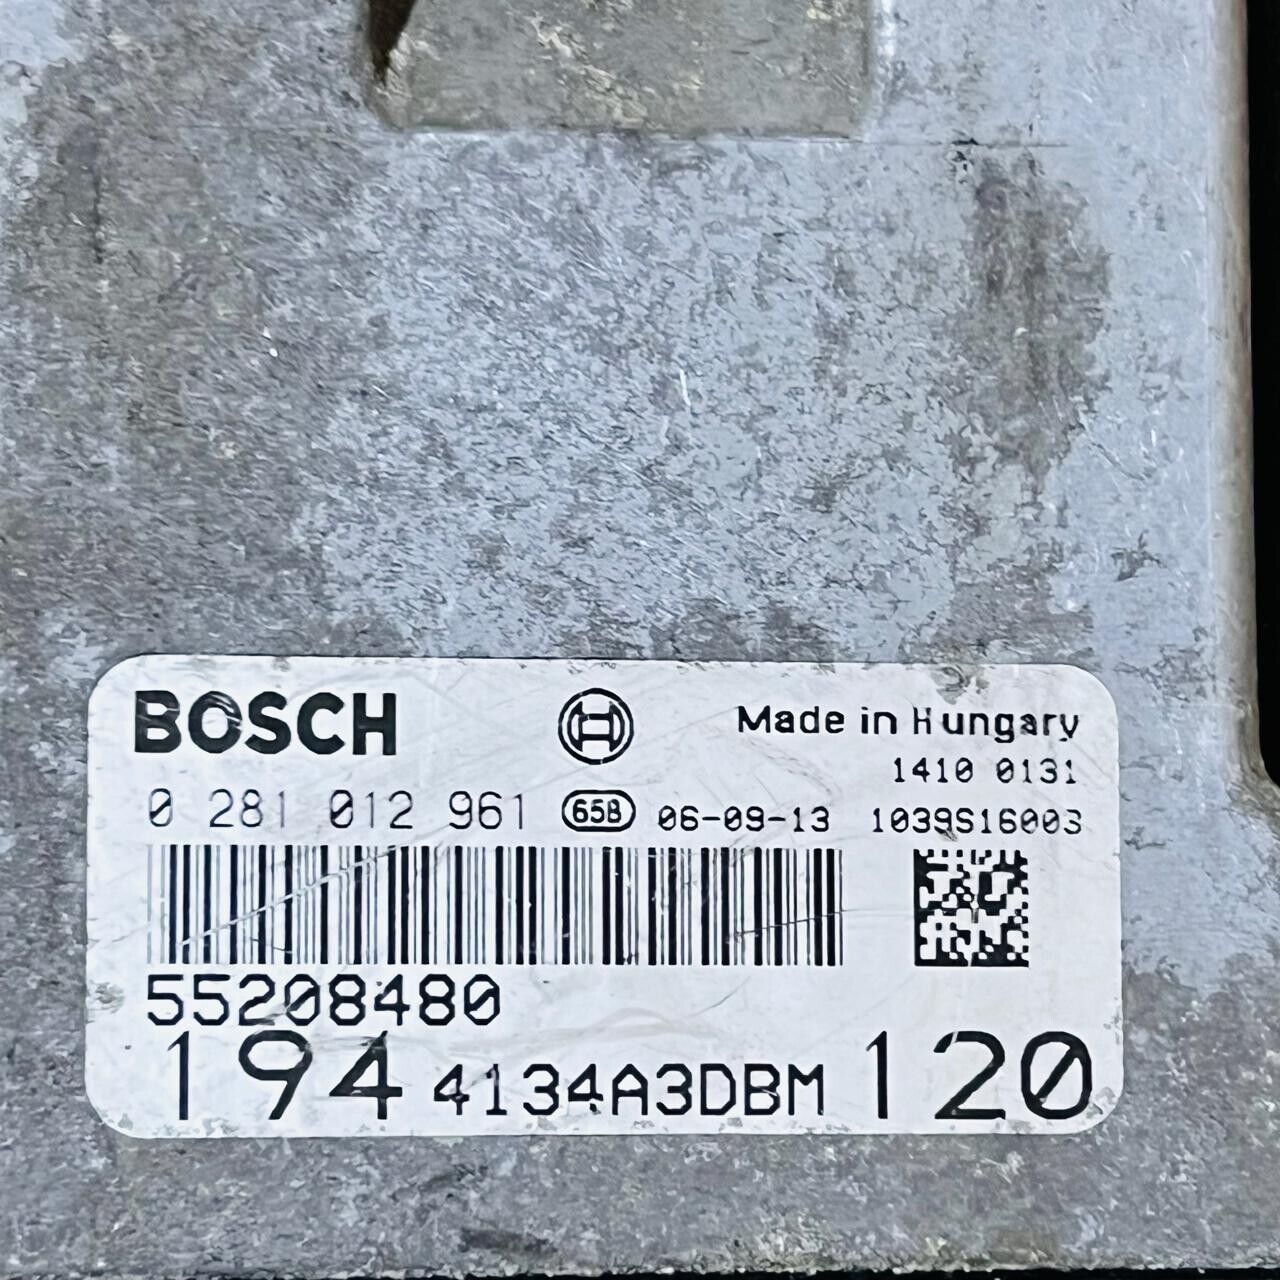 BOSCH Made in Hungary
1410 0131
0 281 012 961 65B 06-09-13 1039S16003
55208480
194 4134A3DBM 120